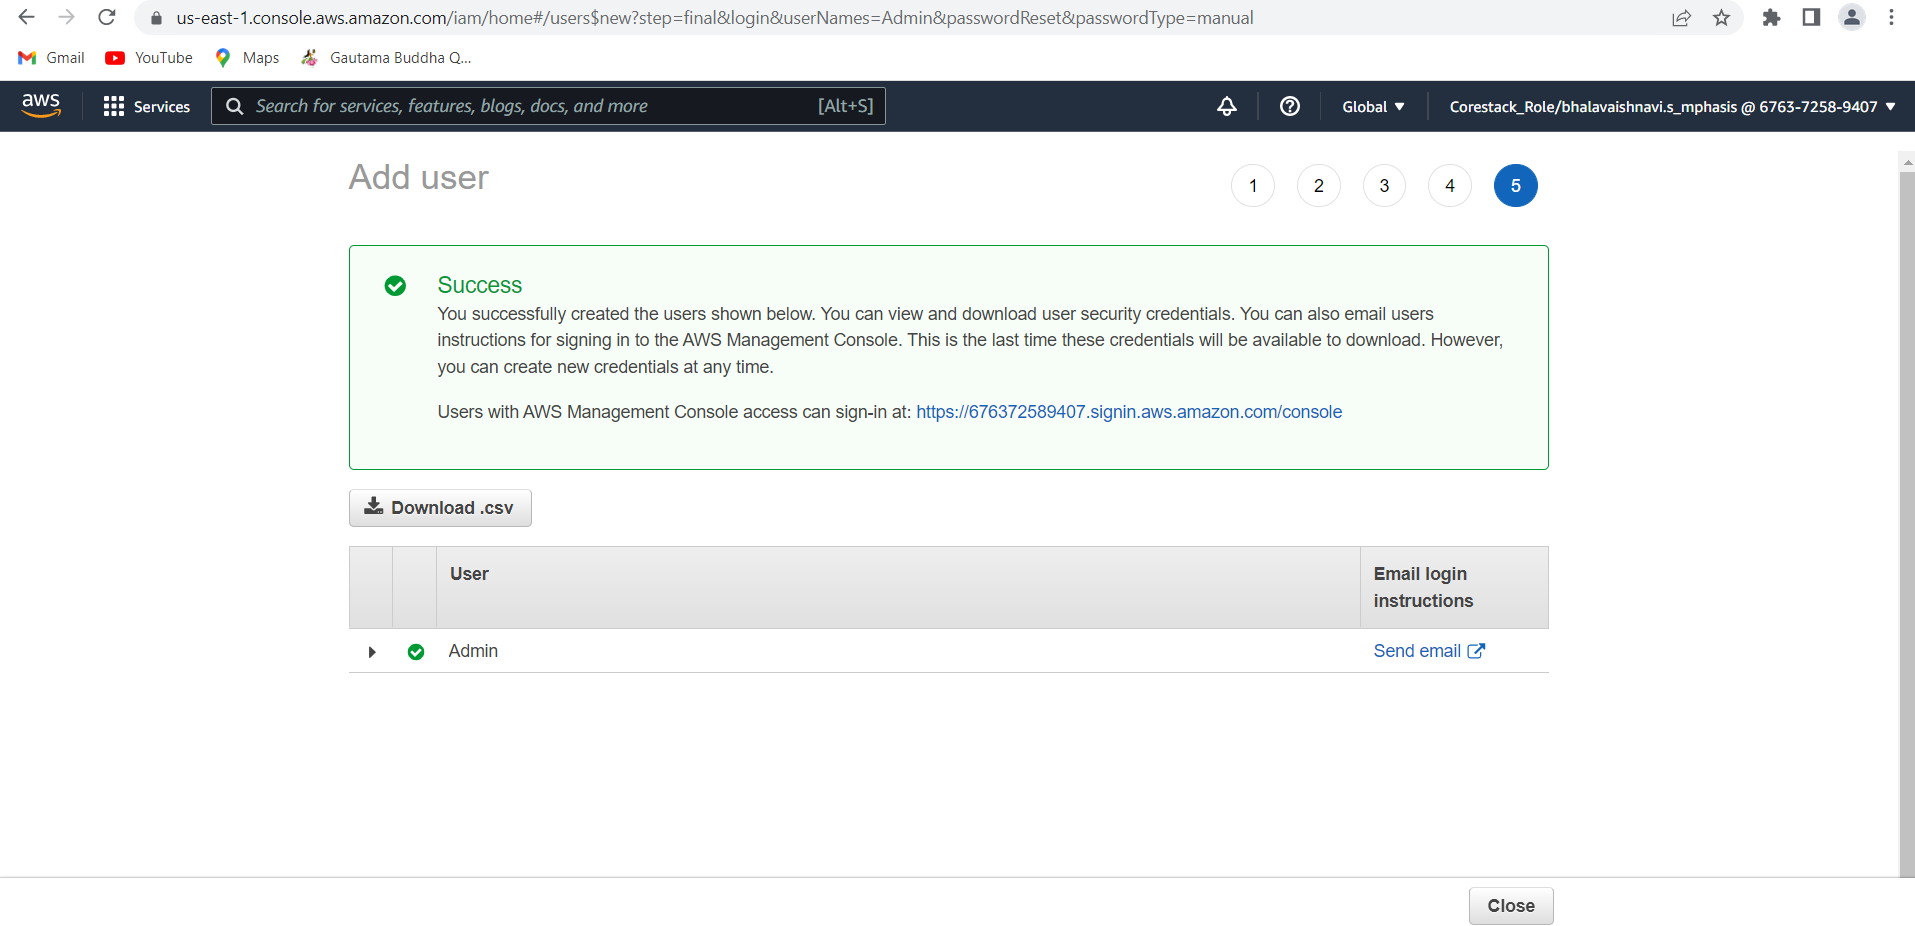 us-east-1.console.aws.amazon.com/iam/home#/users$new?step=final&login&userNames=Admin&passwordReset&passwordType=manual
Gmail YouTube Maps Gautama Buddha Q...
aws Services Search for services, features, blogs, docs, and more [Alt+S] Global Corestack_Role/bhalavaishnavi.s_mphasis @ 6763-7258-9407
Add user 1 2 3 4 5
Success
You successfully created the users shown below. You can view and download user security credentials. You can also email users
instructions for signing in to the AWS Management Console. This is the last time these credentials will be available to download. However,
you can create new credentials at any time.
Users with AWS Management Console access can sign-in at: https://676372589407.signin.aws.amazon.com/console
Download .csv
User Email login
instructions
Admin Send email
Close